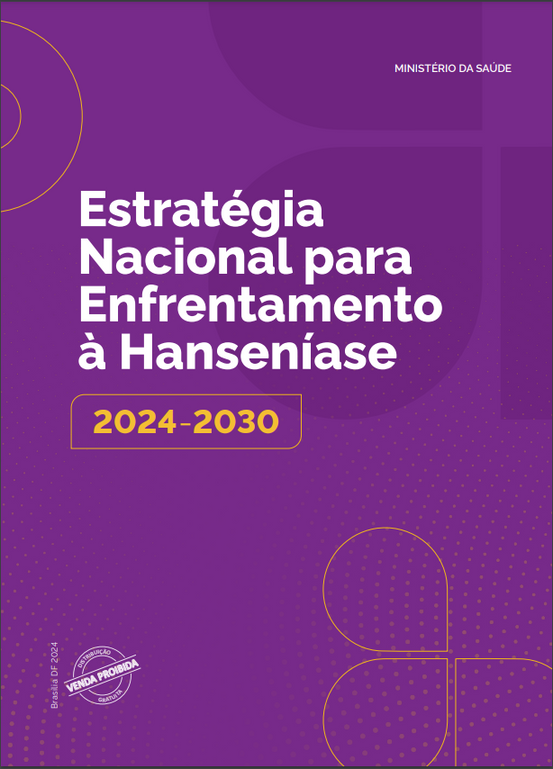 MINISTÉRIO DA SAÚDE
Estratégia
Nacional para
Enfrentamento
à Hanseníase
2024-2030
Brasília DF 2024
DISTRIBUIÇÃO
VENDA PROIBIDA
GRATUITA